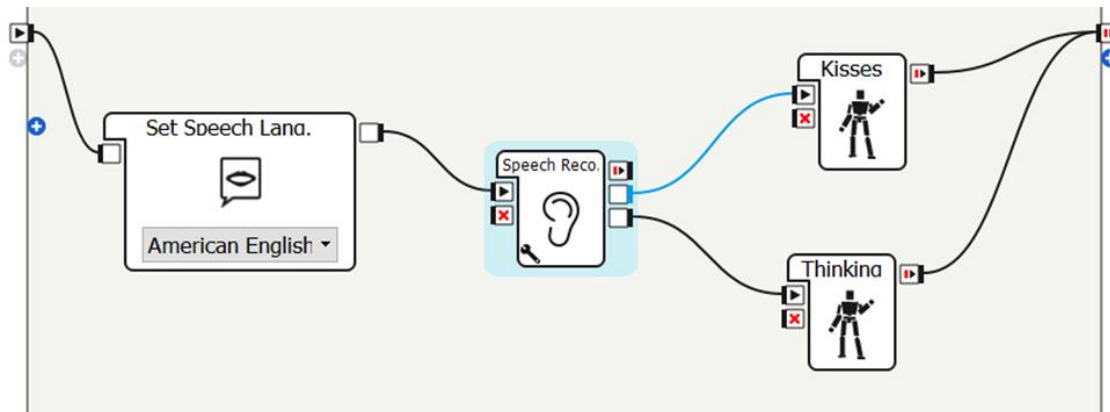 Set Speech Lang.
American English
Speech Reco.
Kisses
Thinking